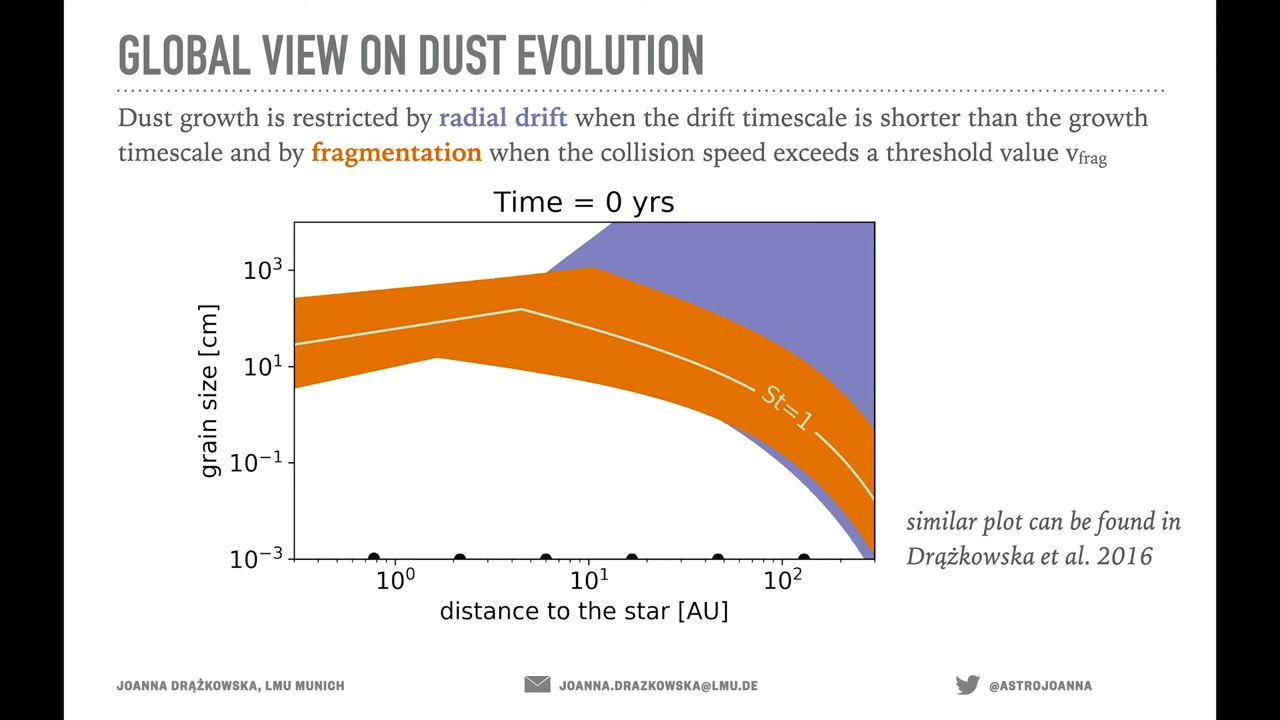 GLOBAL VIEW ON DUST EVOLUTION
Dust growth is restricted by radial drift when the drift timescale is shorter than the growth
timescale and by fragmentation when the collision speed exceeds a threshold value vfrag
Time = 0 yrs
10³
10¹
10⁻¹
10⁻³
grain size [cm]
St=1
10⁰
10¹
10²
distance to the star [AU]
similar plot can be found in
Drążkowska et al. 2016
JOANNA DRĄŻKOWSKA, LMU MUNICH
JOANNA.DRAZKOWSKA@LMU.DE
@ASTROJOANNA